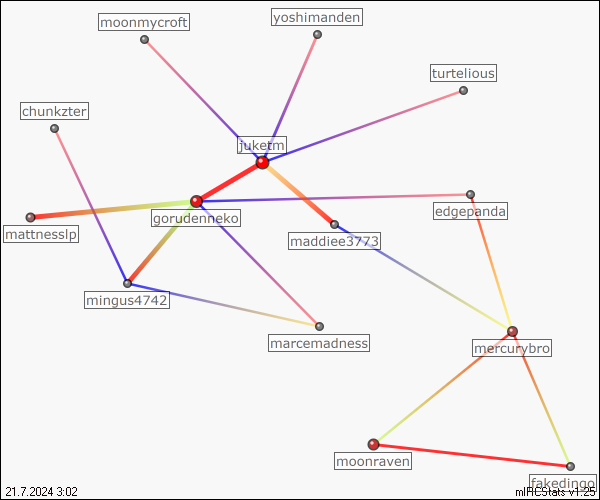 yoshimanden
moonmycroft
turtelious
chunkzter
juketm
edgepanda
gorudenneko
mattnesslp
maddiee3773
mingus4742
marcemadness
mercurybro
moonraven
fakedingo
21.7.2024 3:02
mIRCStats v1.25